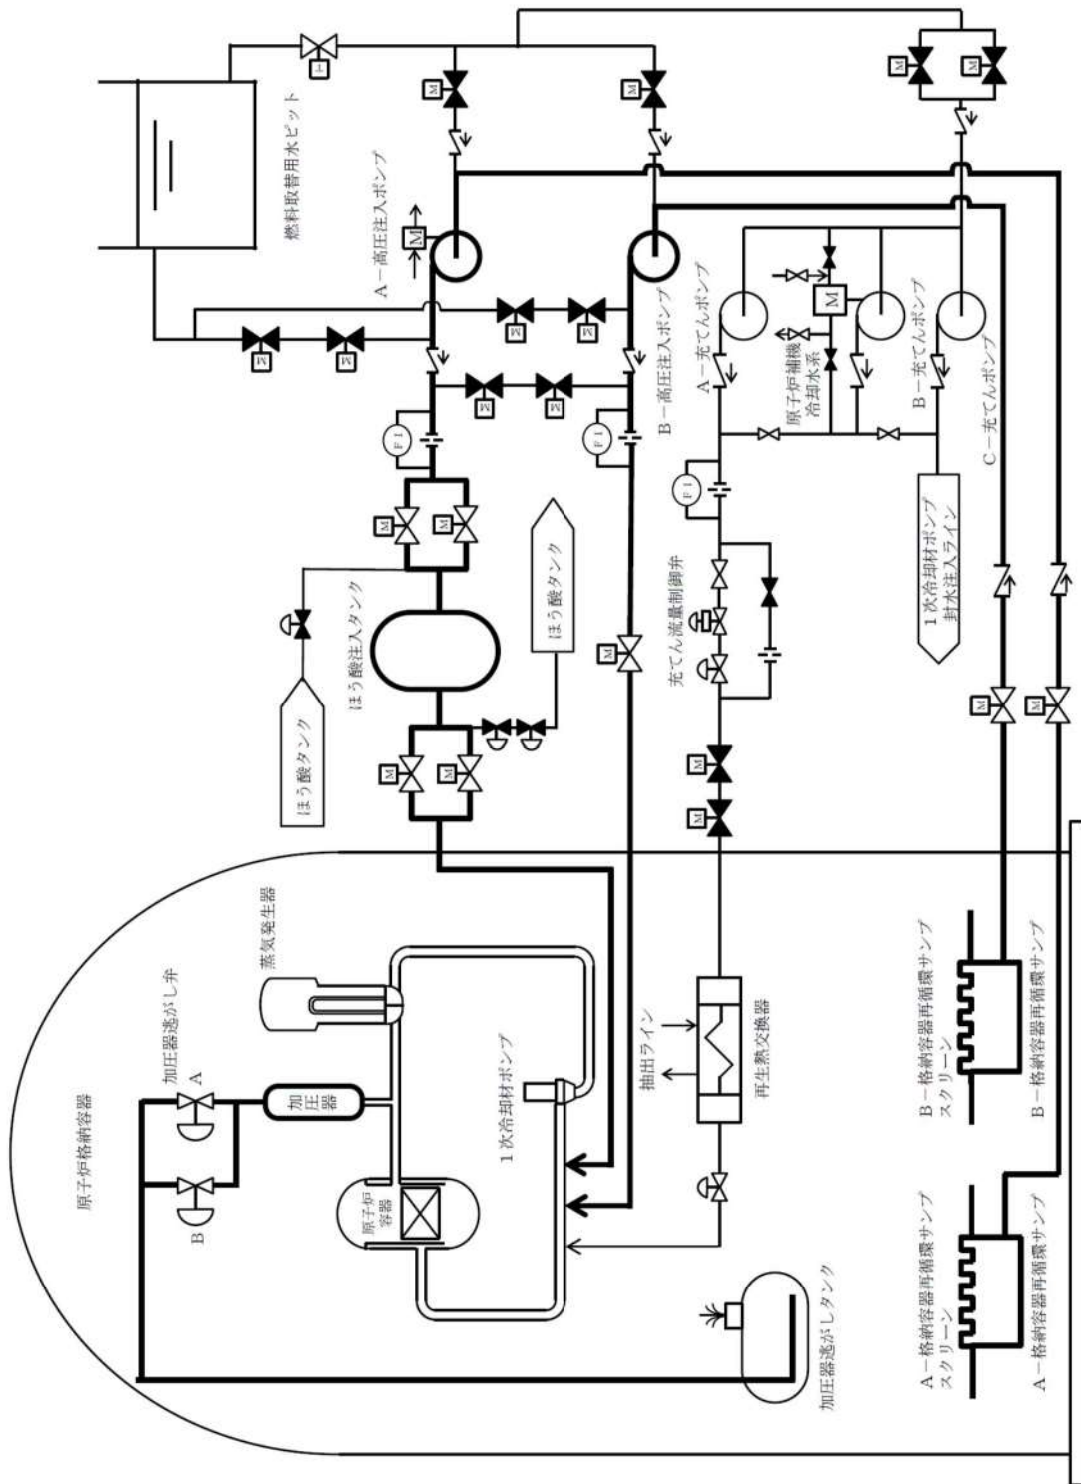 原子炉格納容器
加圧器逃がし弁
A
B
蒸気発生器
加圧器
原子炉
容器
1次冷却材ポンプ
加圧器逃がしタンク
抽出ライン
再生熱交換器
A－格納容器再循環サンプ
スクリーン
A－格納容器再循環サンプ
B－格納容器再循環サンプ
スクリーン
B－格納容器再循環サンプ
ほう酸タンク
ほう酸注入タンク
ほう酸タンク
M
M
M
M
M
M
M
M
M
充てん流量制御弁
F I
F I
F I
1次冷却材ポンプ
封水注入ライン
M
M
M
M
M
M
燃料取替用水ピット
A－高圧注入ポンプ
M
B－高圧注入ポンプ
A－充てんポンプ
原子炉補機
冷却水系
M
B－充てんポンプ
C－充てんポンプ
M
M
M
M